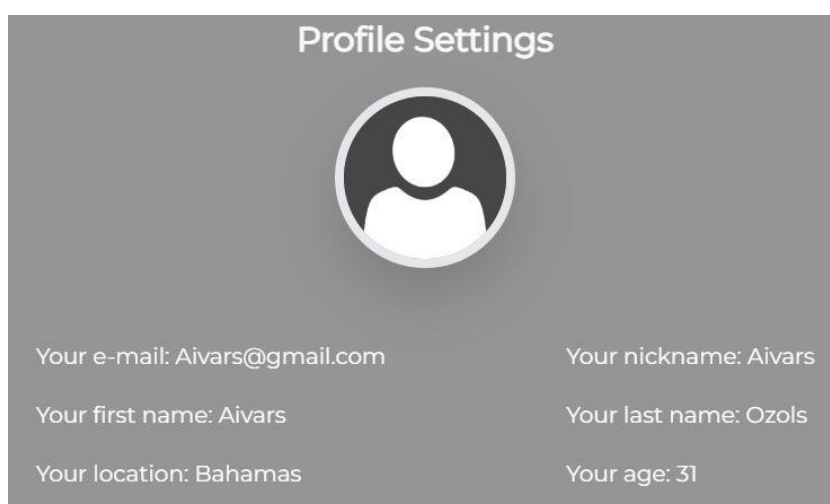 Profile Settings
Your e-mail: Aivars@gmail.com
Your nickname: Aivars
Your first name: Aivars
Your last name: Ozols
Your location: Bahamas
Your age: 31